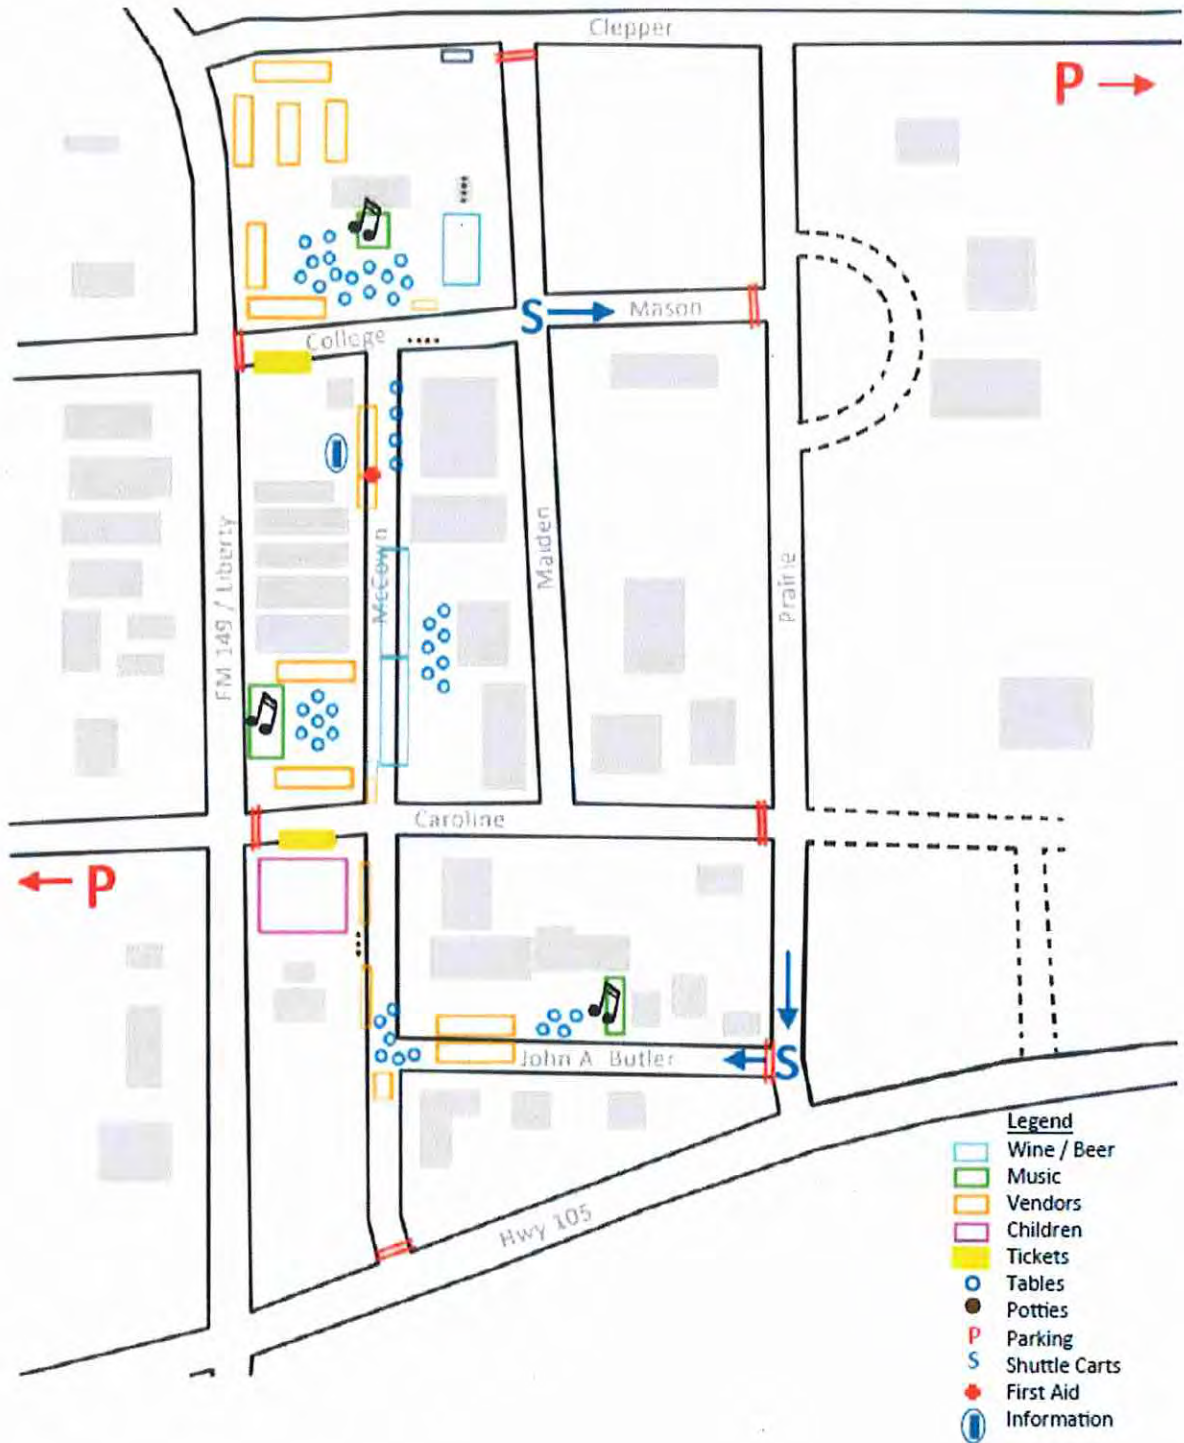 Clepper
P
S
Mason
College
FM 149 / Liberty
McCown
Maiden
Prairie
Caroline
P
John A. Butler
S
Hwy 105
Legend
Wine / Beer
Music
Vendors
Children
Tickets
Tables
Potties
P Parking
S Shuttle Carts
First Aid
Information